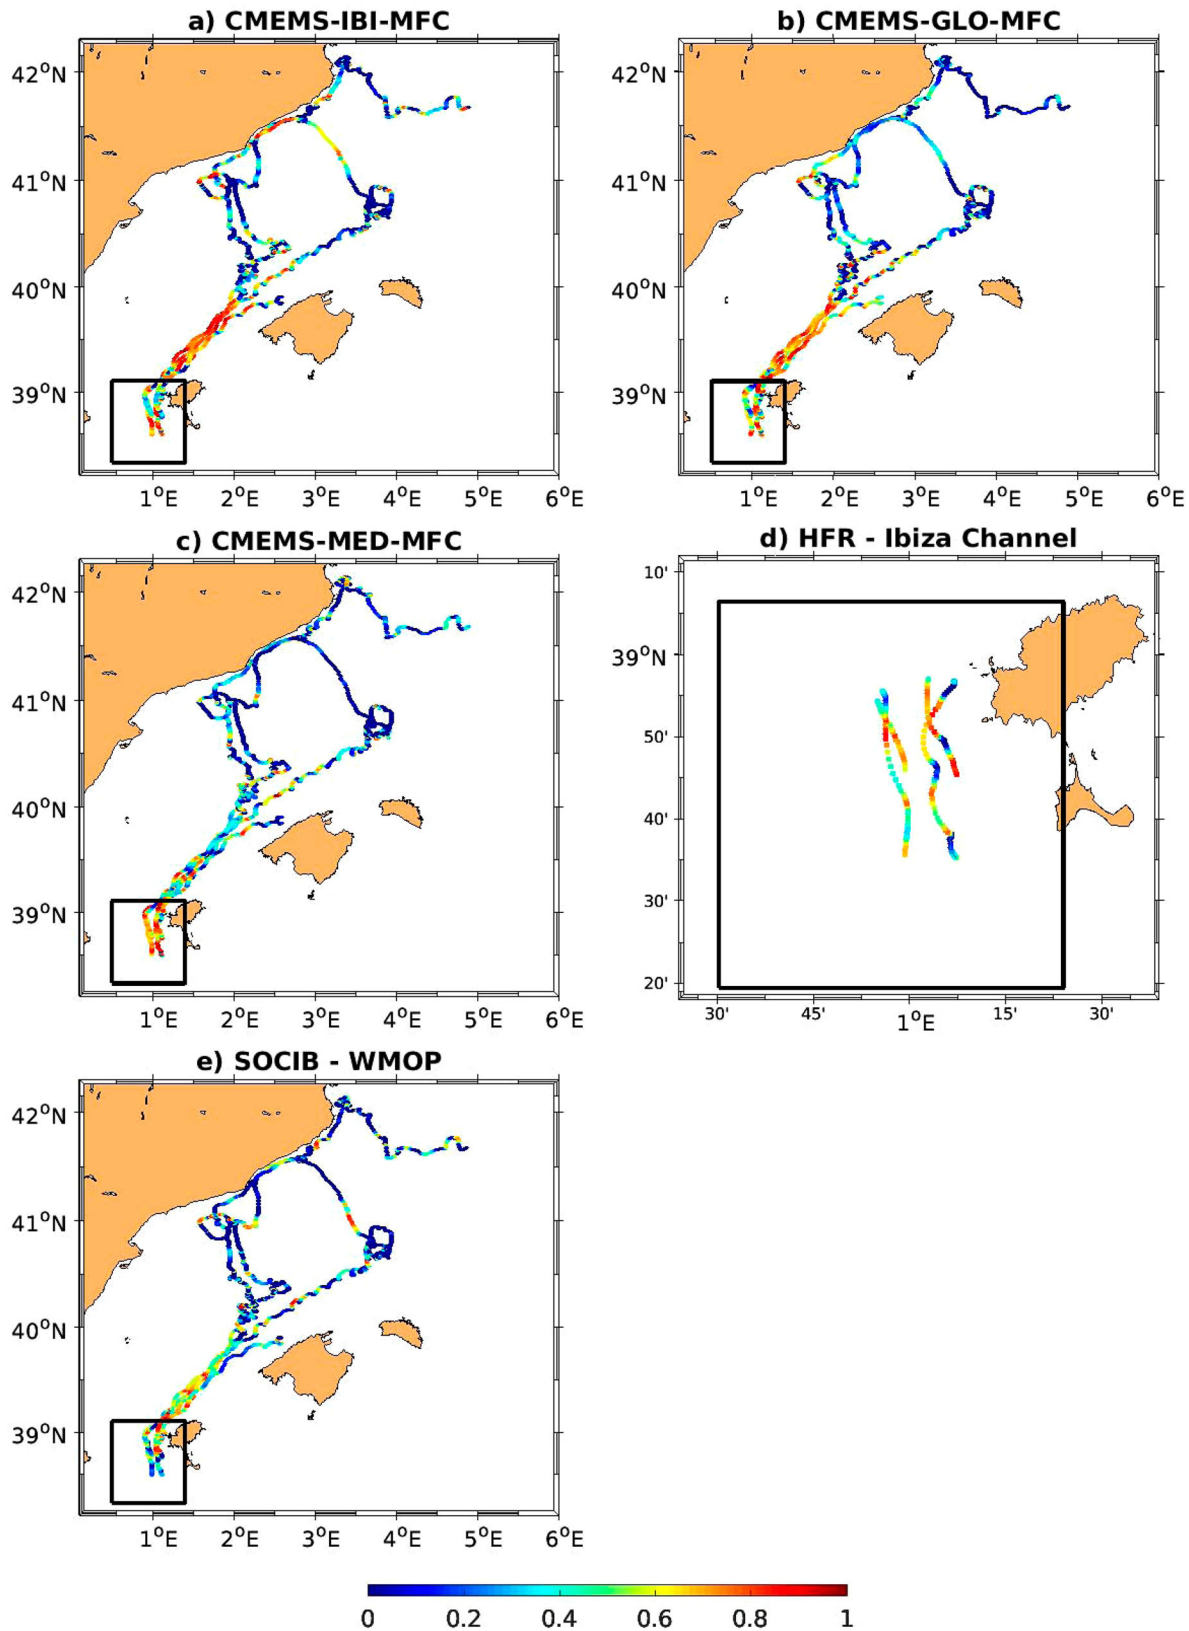 a) CMEMS-IBI-MFC
b) CMEMS-GLO-MFC
42°N
41°N
40°N
39°N
1°E 2°E 3°E 4°E 5°E 6°E
42°N
41°N
40°N
39°N
1°E 2°E 3°E 4°E 5°E 6°E
c) CMEMS-MED-MFC
d) HFR - Ibiza Channel
42°N
41°N
40°N
39°N
1°E 2°E 3°E 4°E 5°E 6°E
10'
39°N
50'
40'
30'
20'
30' 45' 1°E 15' 30'
e) SOCIB - WMOP
42°N
41°N
40°N
39°N
1°E 2°E 3°E 4°E 5°E 6°E
0 0.2 0.4 0.6 0.8 1